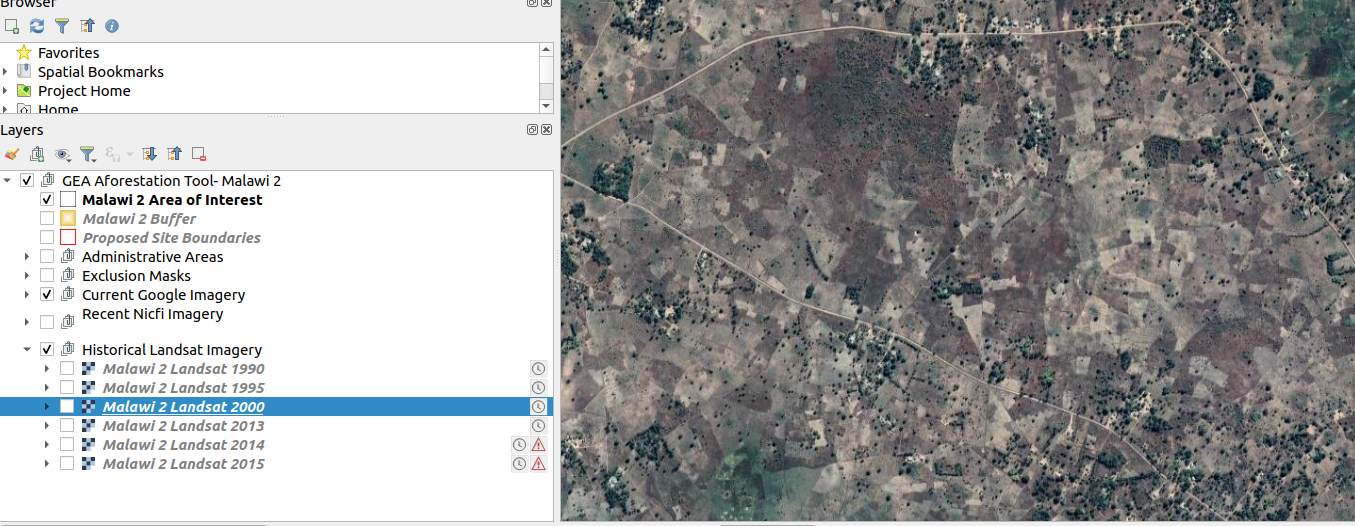 Browser
Favorites
Spatial Bookmarks
Project Home
Home
Layers
GEA Aforestation Tool- Malawi 2
Malawi 2 Area of Interest
Malawi 2 Buffer
Proposed Site Boundaries
Administrative Areas
Exclusion Masks
Current Google Imagery
Recent Nicfi Imagery
Historical Landsat Imagery
Malawi 2 Landsat 1990
Malawi 2 Landsat 1995
Malawi 2 Landsat 2000
Malawi 2 Landsat 2013
Malawi 2 Landsat 2014
Malawi 2 Landsat 2015